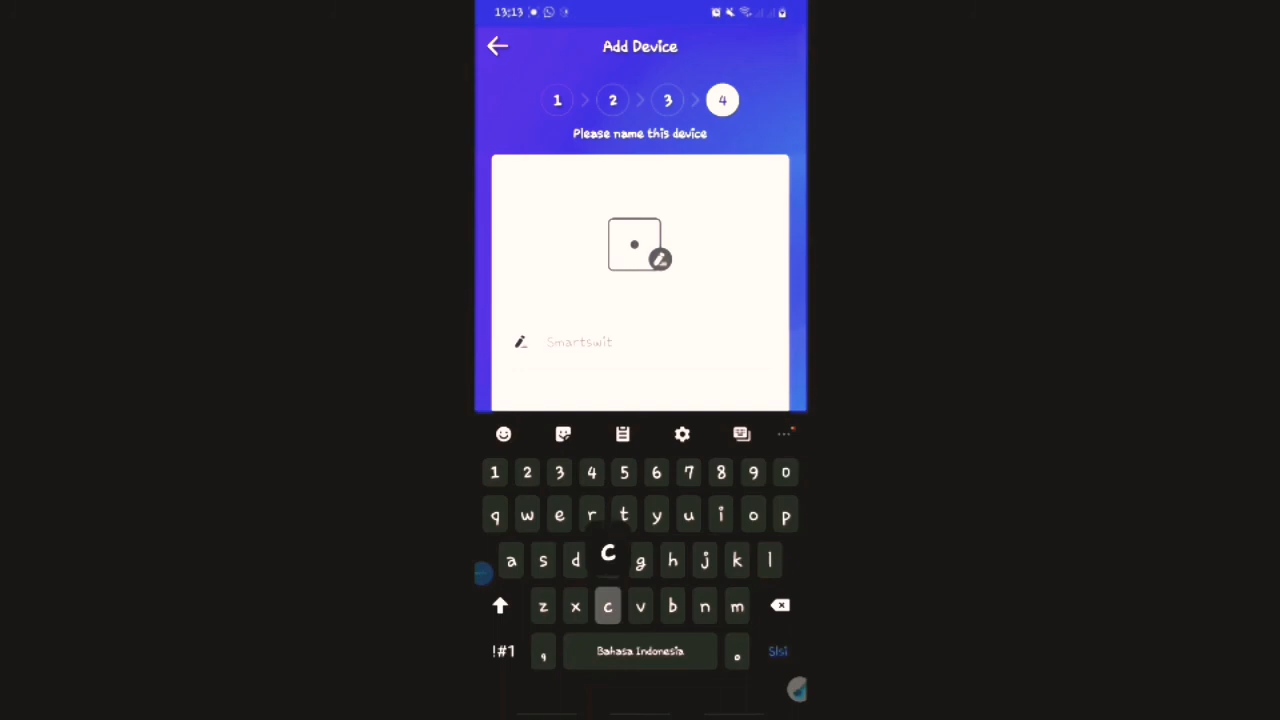 13:13
Add Device
1 2 3 4
Please name this device
Smartswit
1 2 3 4 5 6 7 8 9 0
q w e r t y u i o p
a s d c g h j k l
z x c v b n m
!#1 , Bahasa Indonesia . SIsi